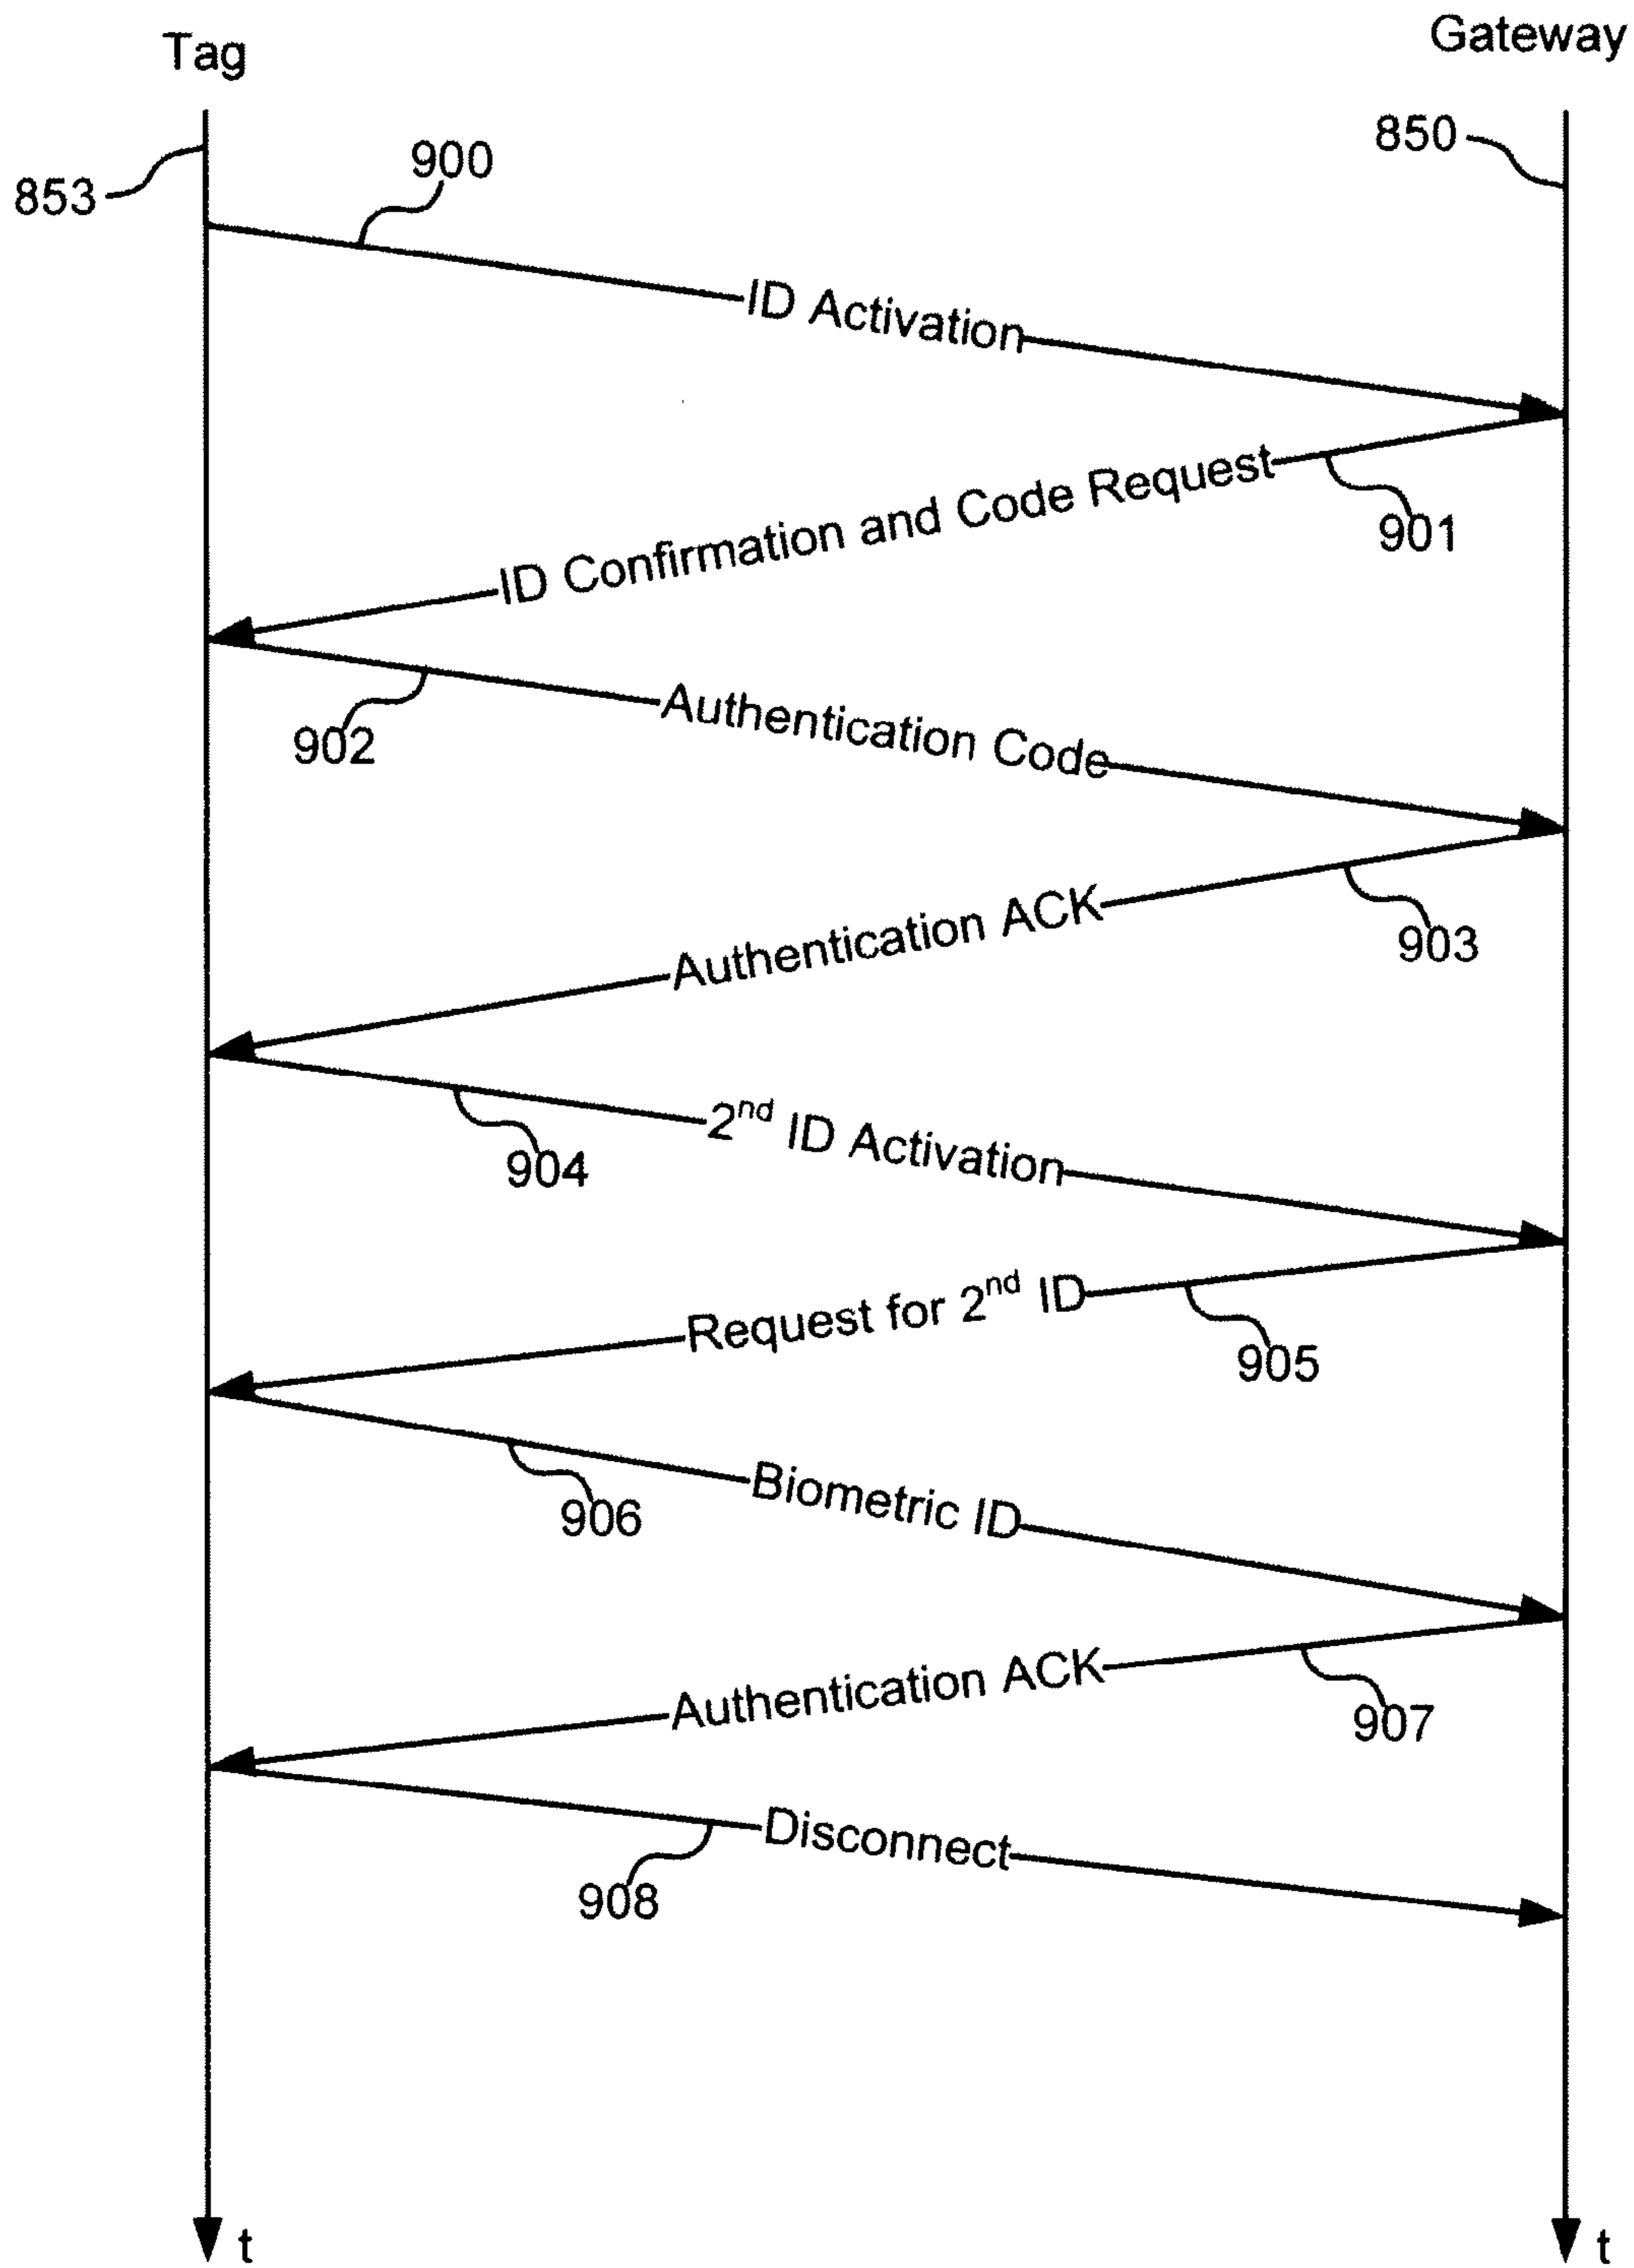 Tag
Gateway
853
850
900
ID Activation
ID Confirmation and Code Request
901
902
Authentication Code
Authentication ACK
903
904
2nd ID Activation
Request for 2nd ID
905
906
Biometric ID
Authentication ACK
907
Disconnect
908
t
t